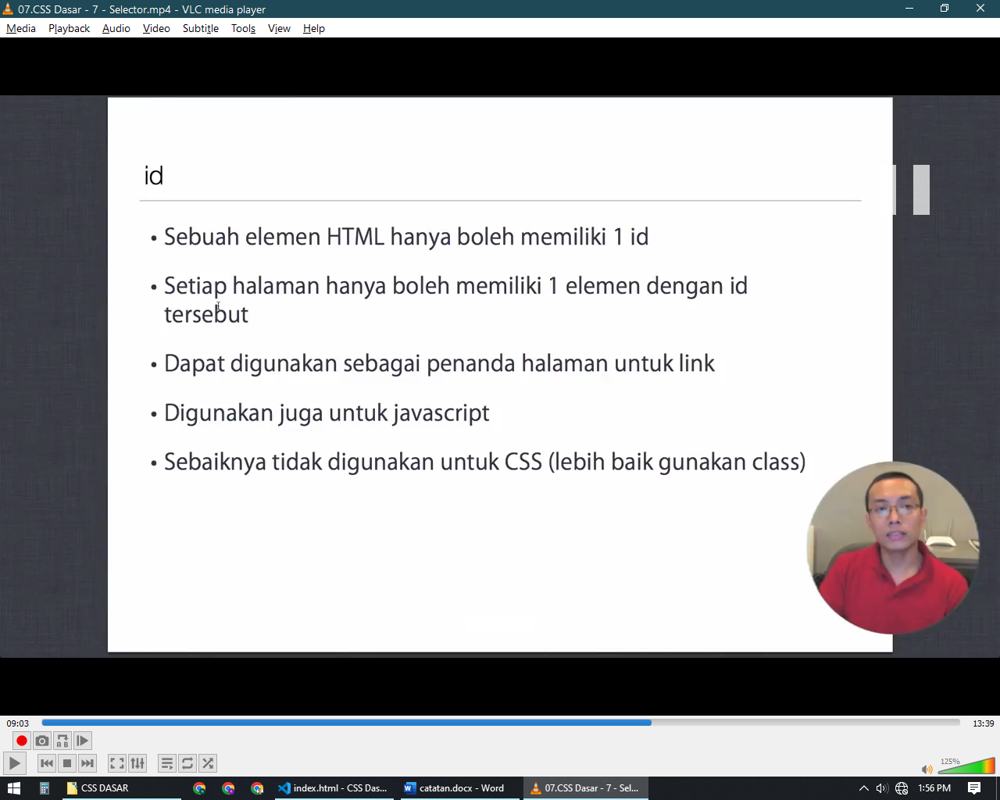 07.CSS Dasar - 7 - Selector.mp4 - VLC media player
Media Playback Audio Video Subtitle Tools View Help
id
• Sebuah elemen HTML hanya boleh memiliki 1 id
• Setiap halaman hanya boleh memiliki 1 elemen dengan id
tersebut
• Dapat digunakan sebagai penanda halaman untuk link
• Digunakan juga untuk javascript
• Sebaiknya tidak digunakan untuk CSS (lebih baik gunakan class)
09:03 13:39
A B
125%
CSS DASAR index.html - CSS Das... catatan.docx - Word 07.CSS Dasar - 7 - Sel... 1:56 PM